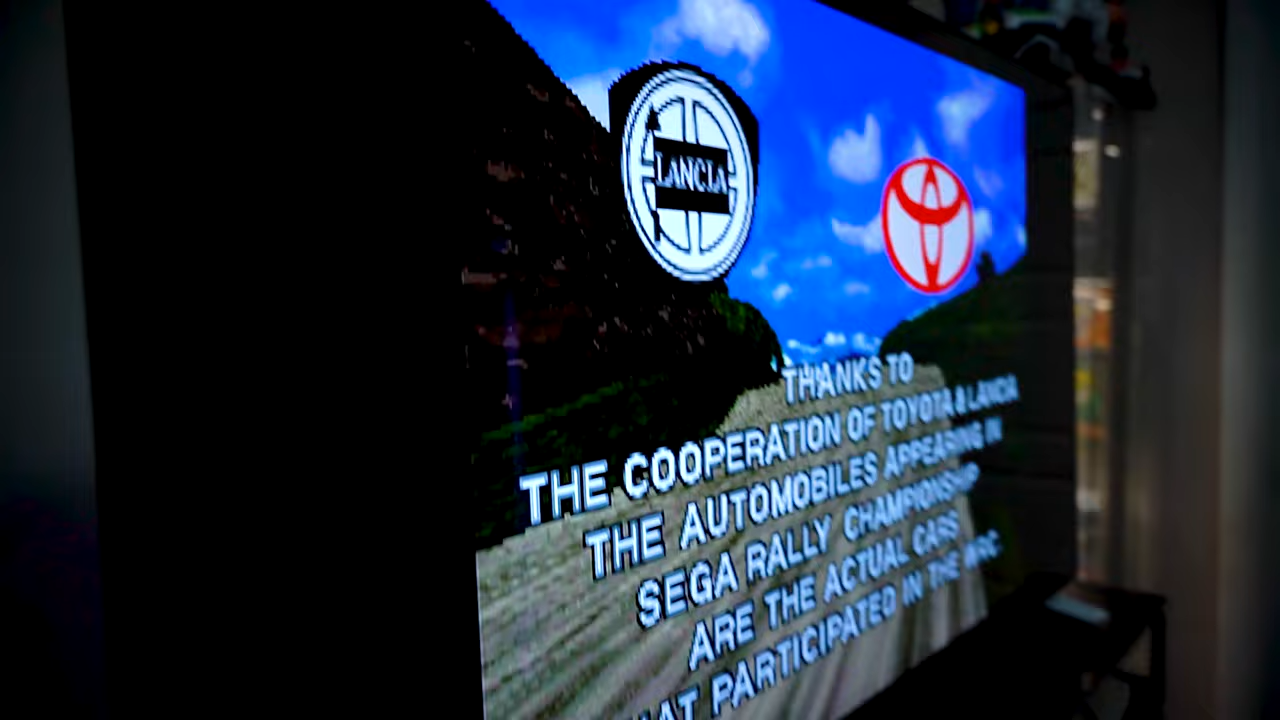 LANCIA
THANKS TO
THE COOPERATION OF TOYOTA & LANCIA
THE AUTOMOBILES APPEARING IN
SEGA RALLY CHAMPIONSHIP
ARE THE ACTUAL CARS
THAT PARTICIPATED IN THE WRC.